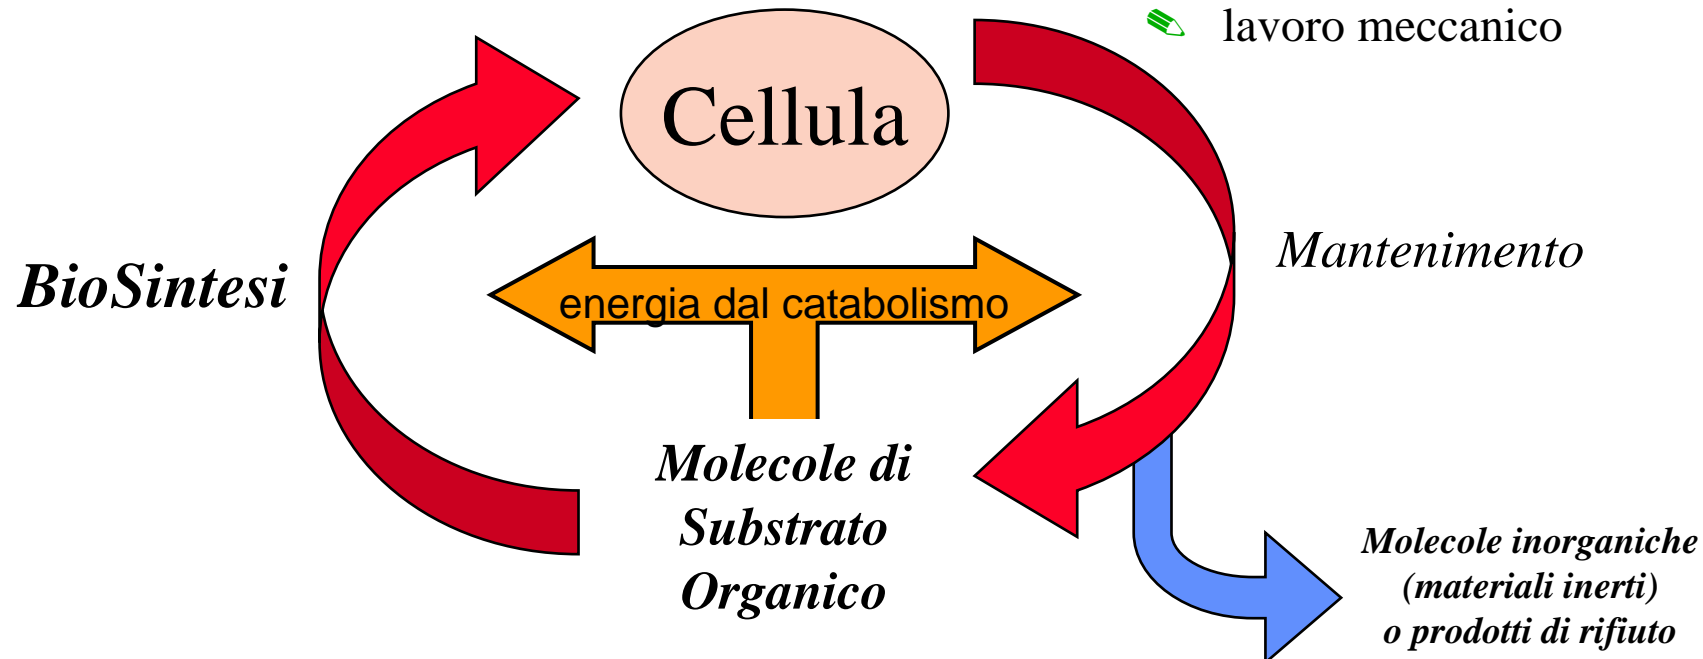 lavoro meccanico
Cellula
Mantenimento
BioSintesi
energia dal catabolismo
Molecole di
Substrato
Organico
Molecole inorganiche
(materiali inerti)
o prodotti di rifiuto